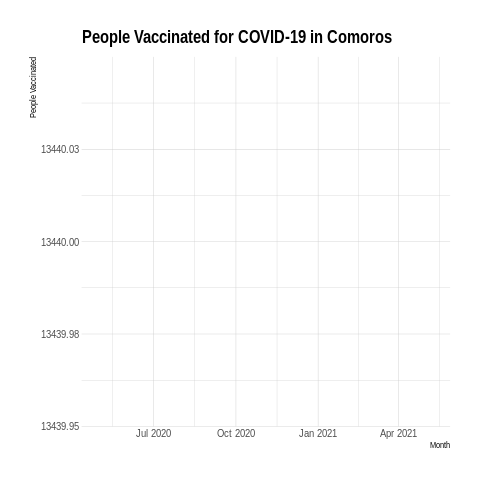 People Vaccinated for COVID-19 in Comoros
People Vaccinated
13440.03
13440.00
13439.98
13439.95
Jul 2020 Oct 2020 Jan 2021 Apr 2021
Month